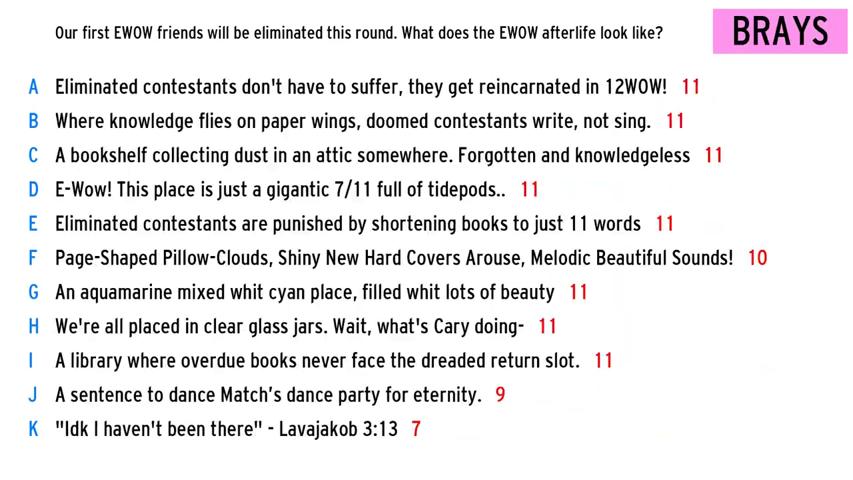 Our first EWOW friends will be eliminated this round. What does the EWOW afterlife look like?
BRAYS
A Eliminated contestants don't have to suffer, they get reincarnated in 12WOW! 11
B Where knowledge flies on paper wings, doomed contestants write, not sing. 11
C A bookshelf collecting dust in an attic somewhere. Forgotten and knowledgeless 11
D E-Wow! This place is just a gigantic 7/11 full of tidepods.. 11
E Eliminated contestants are punished by shortening books to just 11 words 11
F Page-Shaped Pillow-Clouds, Shiny New Hard Covers Arouse, Melodic Beautiful Sounds! 10
G An aquamarine mixed whit cyan place, filled whit lots of beauty 11
H We're all placed in clear glass jars. Wait, what's Cary doing- 11
I A library where overdue books never face the dreaded return slot. 11
J A sentence to dance Match’s dance party for eternity. 9
K "Idk I haven't been there" - Lavajakob 3:13 7